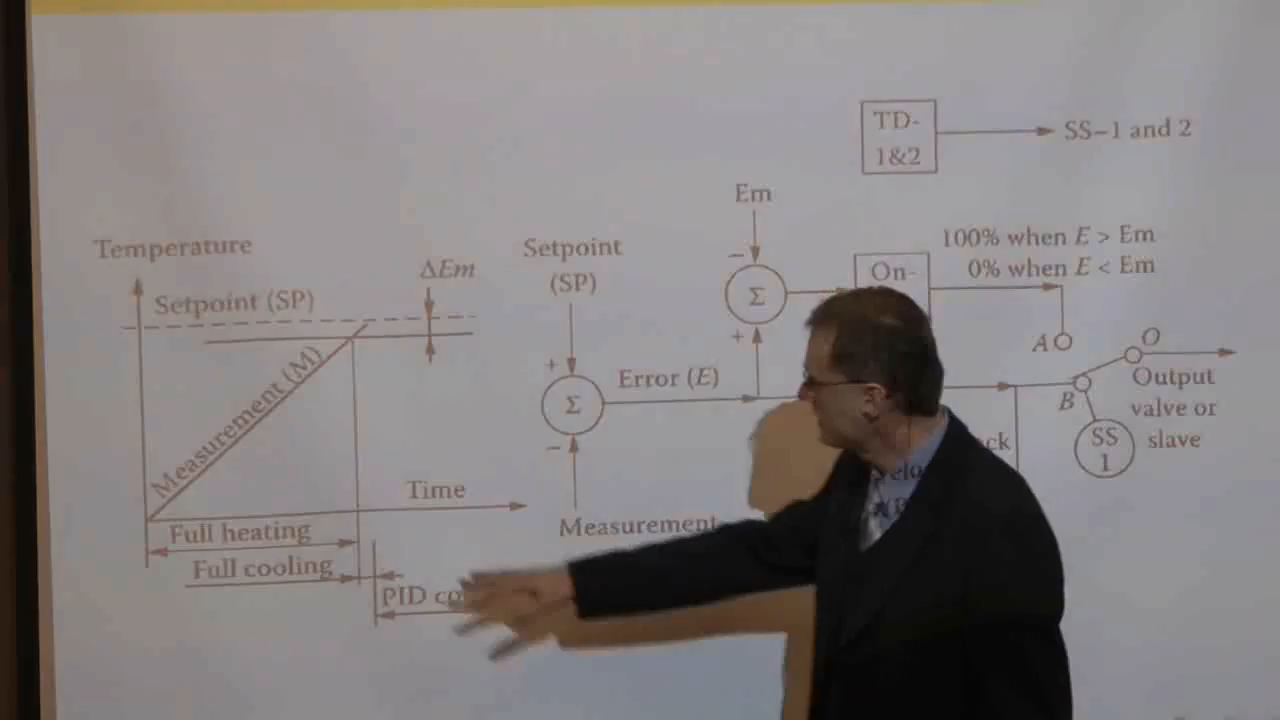 TD-
1&2
SS–1 and 2
Em
Temperature
Setpoint
(SP)
100% when E > Em
0% when E < Em
On-
ΔEm
Setpoint (SP)
–
Σ
+
A
O
Measurement (M)
+
Error (E)
Σ
–
B
Output
valve or
slave
SS
1
Time
Measurement
Full heating
Full cooling
PID